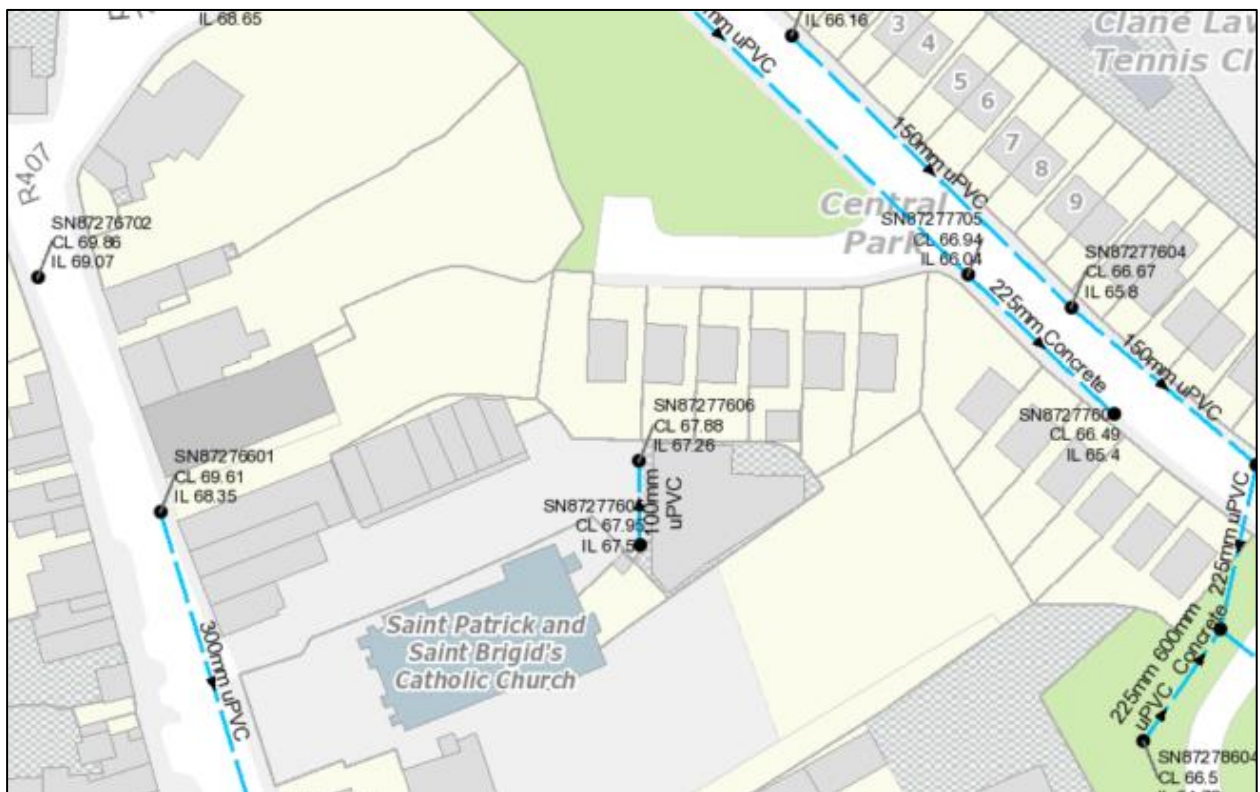 IL 68.65
IL 66.16
3
4
Clane Law
Tennis Cl
mm uPVC
5
6
150mm uPVC
7
8
9
R407
SN87276702
CL 69.86
IL 69.07
Central
Park
SN87277705
CL 66.94
IL 66.04
SN87277604
CL 66.67
IL 65.8
225mm Concrete
150mm uPVC
SN87277606
CL 67.88
IL 67.26
CL 66.49
IL 65.4
SN87276601
CL 69.61
IL 68.35
100mm
uPVC
CL 67.95
225mm uPVC
Saint Patrick and
Saint Brigid's
Catholic Church
300mm uPVC
225mm 600mm
uPVC Concrete
SN87278604
CL 66.5